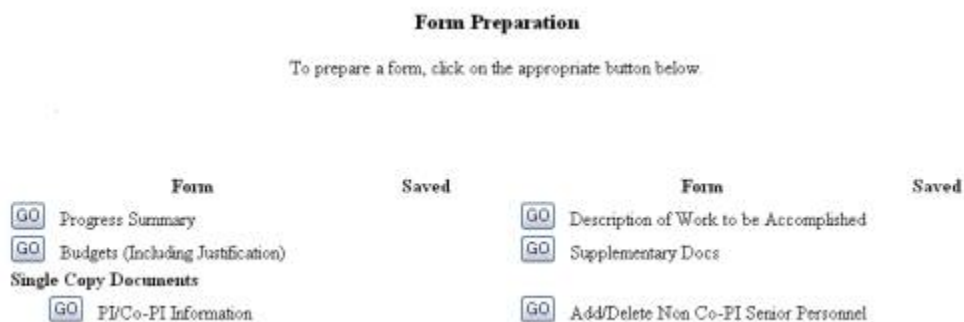 Form Preparation
To prepare a form, click on the appropriate button below.
Form Saved Form Saved
GO Progress Summary GO Description of Work to be Accomplished
GO Budgets (Including Justification) GO Supplementary Docs
Single Copy Documents
GO PI/Co-PI Information GO Add/Delete Non Co-PI Senior Personnel